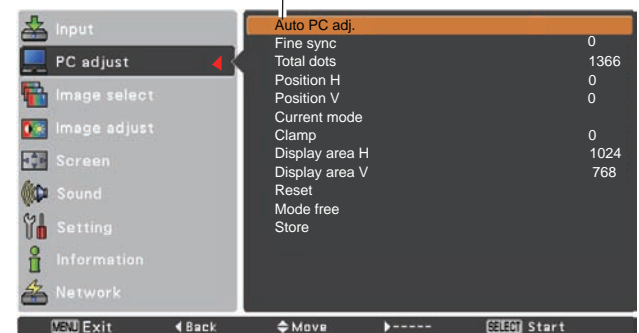 Input
PC adjust
Image select
Image adjust
Screen
Sound
Setting
Information
Network
Auto PC adj.
Fine sync 0
Total dots 1366
Position H 0
Position V 0
Current mode
Clamp 0
Display area H 1024
Display area V 768
Reset
Mode free
Store
MENU Exit ◀Back Move ▶----- SELECT Start